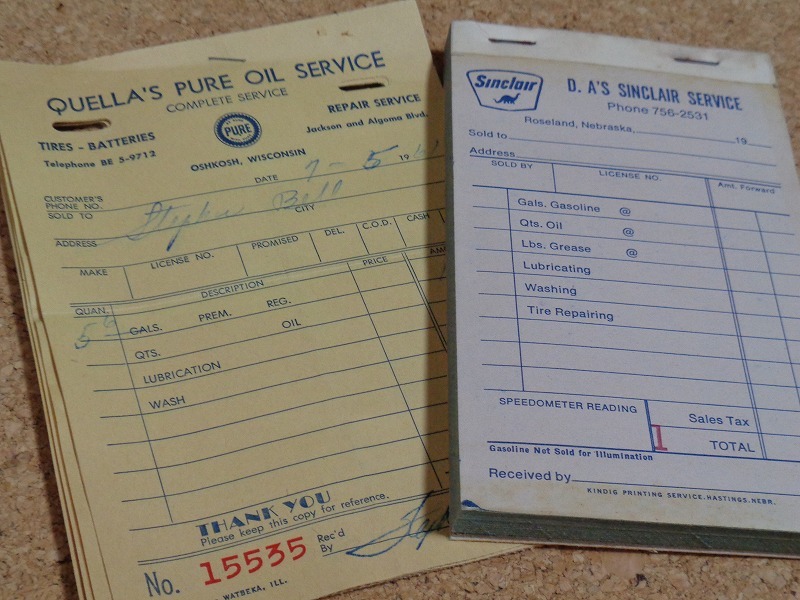 QUELLA'S PURE OIL SERVICE
COMPLETE SERVICE
TIRES - BATTERIES
Telephone BE 5-9712
PURE
REPAIR SERVICE
Jackson and Algoma Blvd.
OSHKOSH, WISCONSIN
DATE 7-5 19
CUSTOMER'S
PHONE NO.
SOLD TO
ADDRESS CITY
MAKE LICENSE NO. PROMISED DEL. C.O.D. CASH
QUAN. DESCRIPTION PRICE
GALS. PREM. REG.
QTS. OIL
LUBRICATION
WASH
THANK YOU
Please keep this copy for reference.
No. 15535 Rec'd
By
WATSEKA, ILL.
Sinclair
D. A'S SINCLAIR SERVICE
Phone 756-2531
Roseland, Nebraska, 19
Sold to
Address
SOLD BY LICENSE NO. Amt. Forward
Gals. Gasoline @
Qts. Oil @
Lbs. Grease @
Lubricating
Washing
Tire Repairing
SPEEDOMETER READING Sales Tax
1 TOTAL
Gasoline Not Sold for Illumination
Received by
KINDIG PRINTING SERVICE, HASTINGS, NEBR.